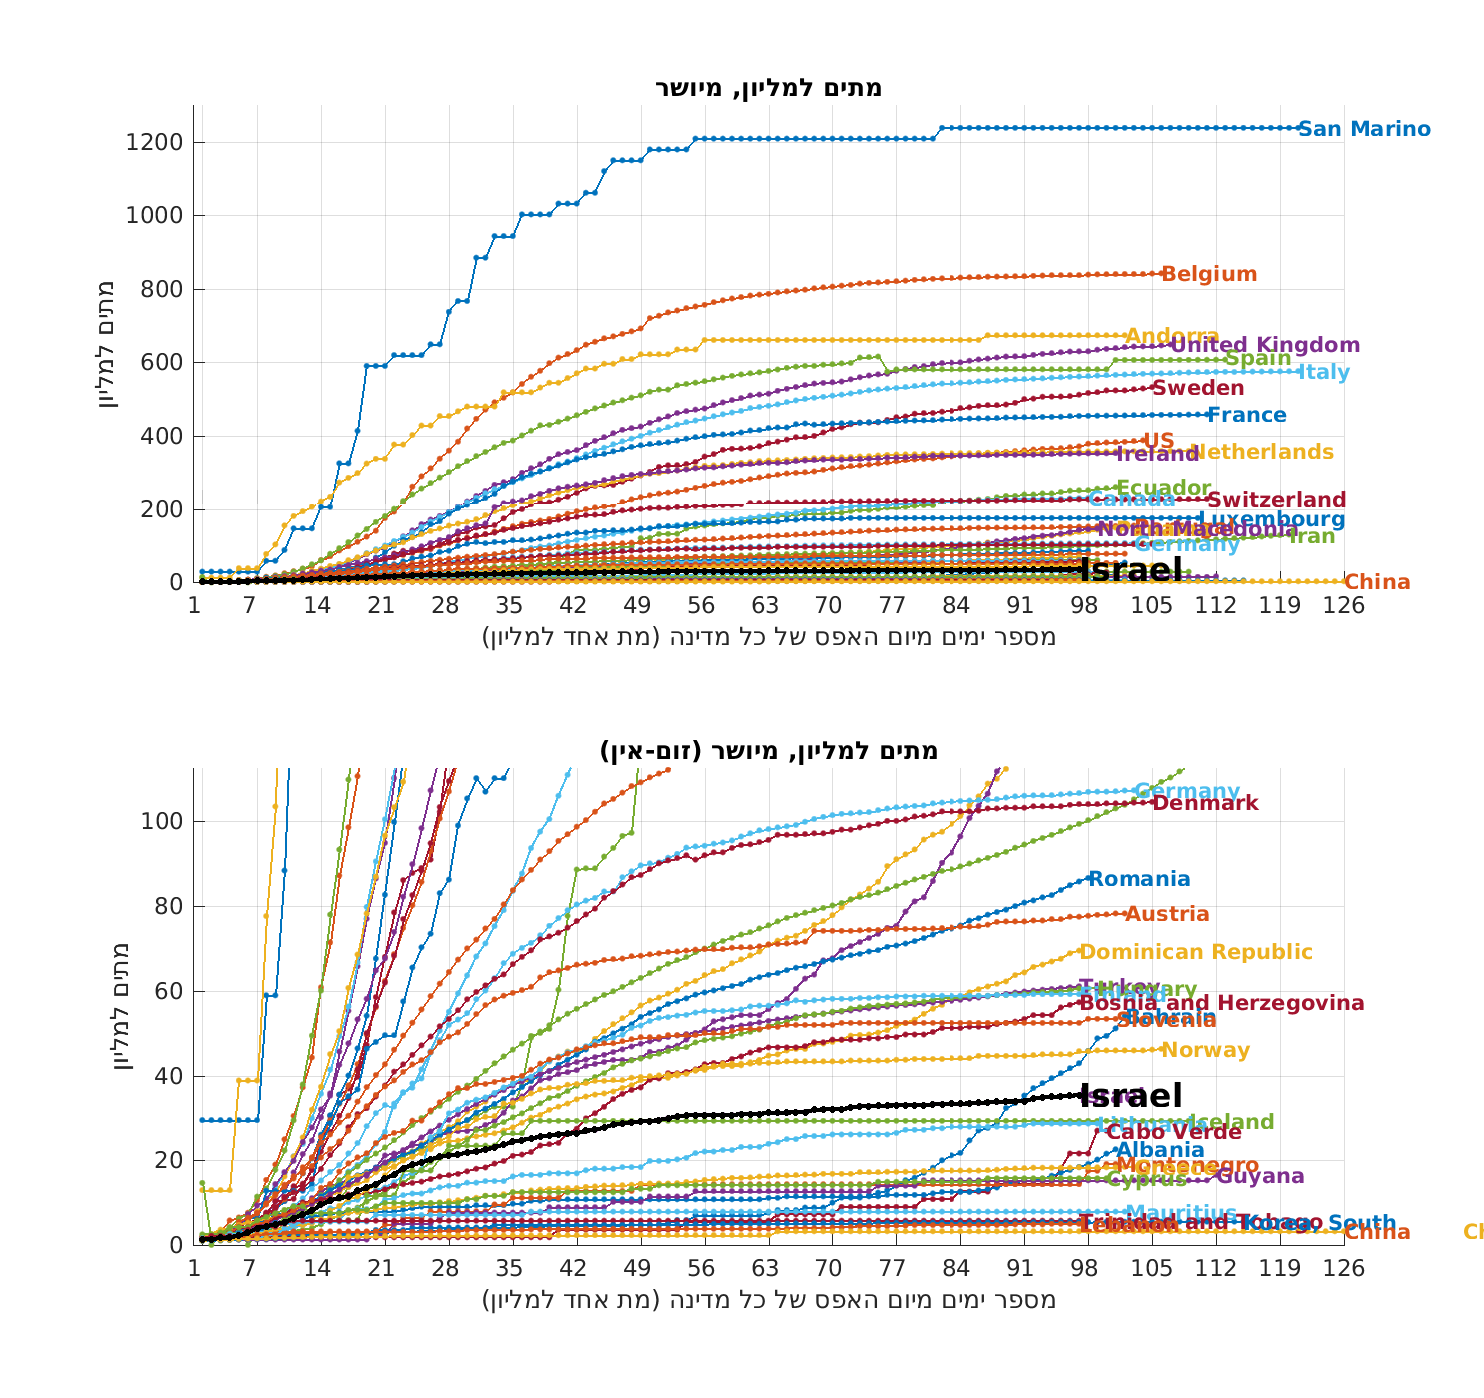 מתים למליון, מיושר
מתים למליון
1200
1000
800
600
400
200
0
San Marino
Belgium
Andorra
United Kingdom
Spain
Italy
Sweden
France
US
Netherlands
Ireland
Ecuador
Canada
Switzerland
Luxembourg
North Macedonia
Iran
Germany
Israel
China
1 7 14 21 28 35 42 49 56 63 70 77 84 91 98 105 112 119 126
מספר ימים מיום האפס של כל מדינה (מת אחד למליון)
מתים למליון, מיושר (זום-אין)
מתים למליון
100
80
60
40
20
0
Germany
Denmark
Romania
Austria
Dominican Republic
Turkey
Hungary
Bosnia and Herzegovina
Bahrain
Slovenia
Norway
Israel
Israel
Iceland
Lithuania
Cabo Verde
Albania
Montenegro
Greece
Guyana
Cyprus
Mauritius
Trinidad and Tobago
Korea, South
Lebanon
China
Ch
1 7 14 21 28 35 42 49 56 63 70 77 84 91 98 105 112 119 126
מספר ימים מיום האפס של כל מדינה (מת אחד למליון)